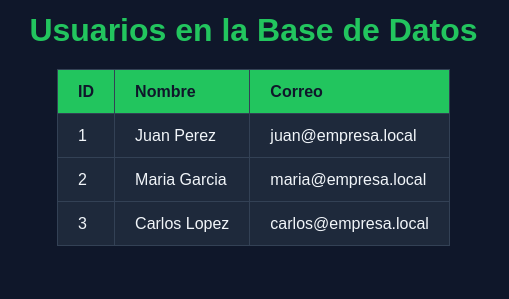 Usuarios en la Base de Datos
ID Nombre Correo
1 Juan Perez juan@empresa.local
2 Maria Garcia maria@empresa.local
3 Carlos Lopez carlos@empresa.local